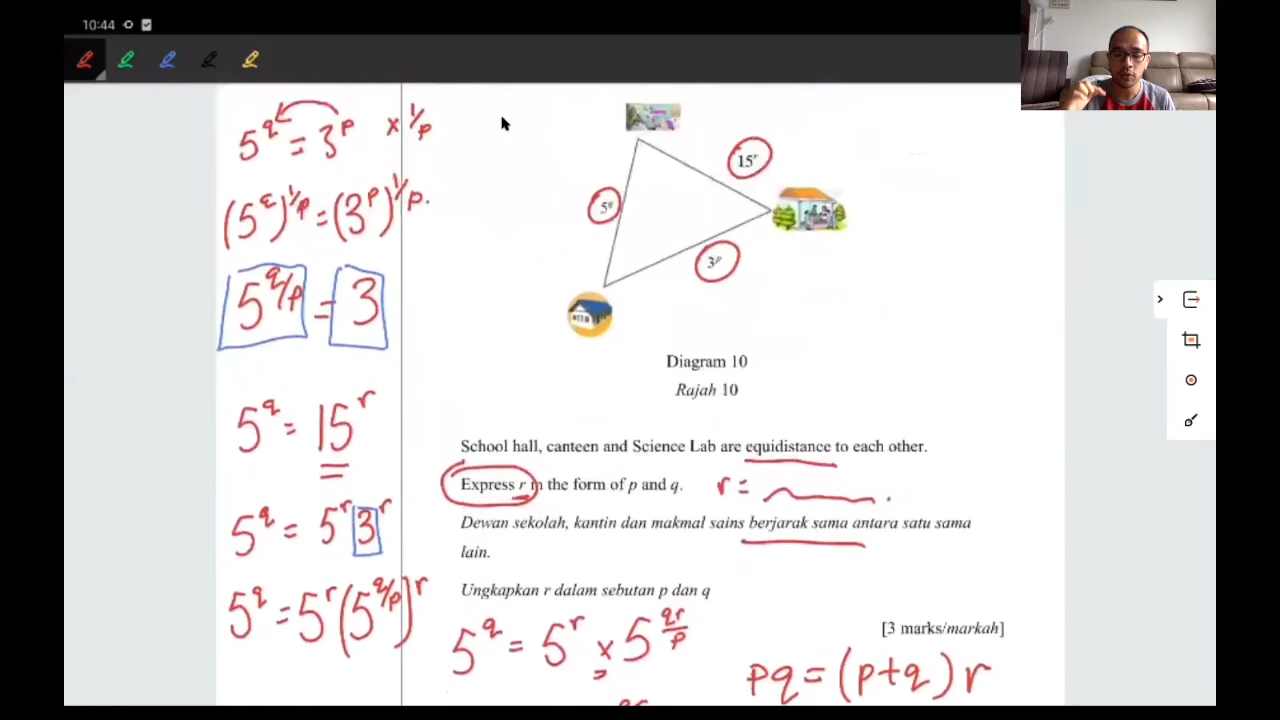 10:44
5^q = 3^p × 1/p
(5^q)^1/p = (3^p)^1/p.
5^q/p = 3
5^q = 15^r
5^q = 5^r 3^r
5^q = 5^r (5^q/p)^r
15^r
5^q
3^p
Diagram 10
Rajah 10
School hall, canteen and Science Lab are equidistance to each other.
Express r in the form of p and q. r = .
Dewan sekolah, kantin dan makmal sains berjarak sama antara satu sama
lain.
Ungkapkan r dalam sebutan p dan q
[3 marks/markah]
5^q = 5^r × 5^qr/p
pq = (p+q) r